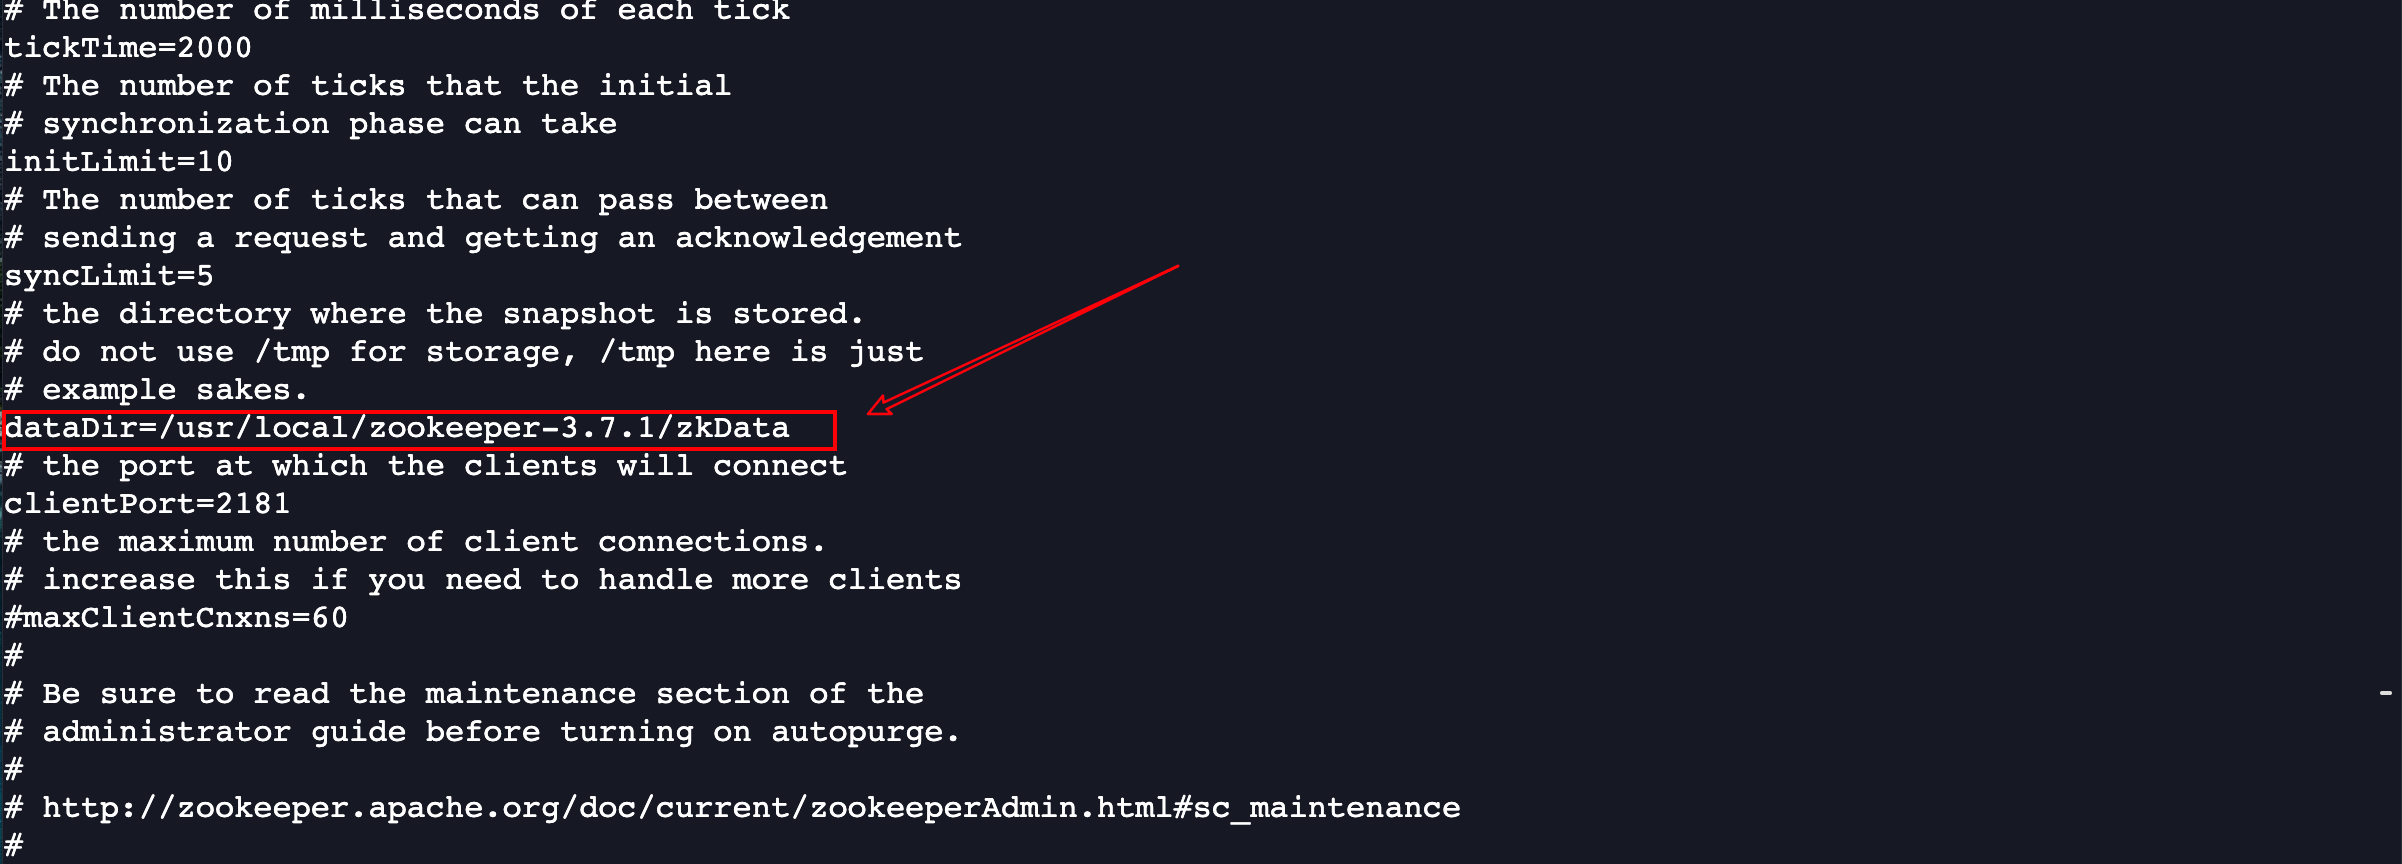 # The number of milliseconds of each tick
tickTime=2000
# The number of ticks that the initial
# synchronization phase can take
initLimit=10
# The number of ticks that can pass between
# sending a request and getting an acknowledgement
syncLimit=5
# the directory where the snapshot is stored.
# do not use /tmp for storage, /tmp here is just
# example sakes.
dataDir=/usr/local/zookeeper-3.7.1/zkData
# the port at which the clients will connect
clientPort=2181
# the maximum number of client connections.
# increase this if you need to handle more clients
#maxClientCnxns=60
#
# Be sure to read the maintenance section of the
# administrator guide before turning on autopurge.
#
# http://zookeeper.apache.org/doc/current/zookeeperAdmin.html#sc_maintenance
#